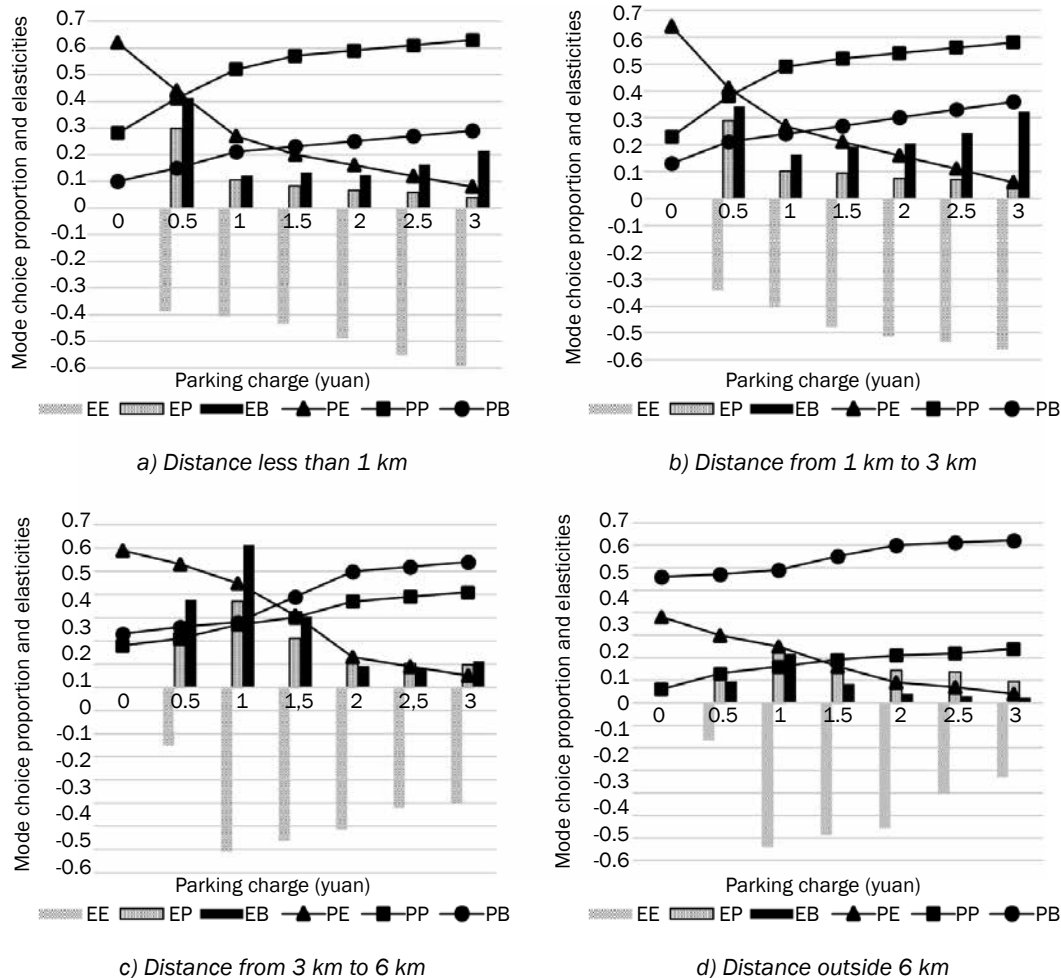 Mode choice proportion and elasticities
0.7
0.6
0.5
0.4
0.3
0.2
0.1
0
-0.1
-0.2
-0.3
-0.4
-0.5
-0.6
0 0.5 1 1.5 2 2.5 3
Parking charge (yuan)
EE EP EB PE PP PB
a) Distance less than 1 km
Mode choice proportion and elasticities
0.7
0.6
0.5
0.4
0.3
0.2
0.1
0
-0.1
-0.2
-0.3
-0.4
-0.5
-0.6
0 0.5 1 1.5 2 2.5 3
Parking charge (yuan)
EE EP EB PE PP PB
b) Distance from 1 km to 3 km
Mode choice proportion and elasticities
0.7
0.6
0.5
0.4
0.3
0.2
0.1
0
-0.1
-0.2
-0.3
-0.4
-0.5
-0.6
0 0.5 1 1,5 2 2,5 3
Parking charge (yuan)
EE EP EB PE PP PB
c) Distance from 3 km to 6 km
Mode choice proportion and elasticities
0.7
0.6
0.5
0.4
0.3
0.2
0.1
0
-0.1
-0.2
-0.3
-0.4
-0.5
-0.6
0 0.5 1 1.5 2 2.5 3
Parking charge (yuan)
EE EP EB PE PP PB
d) Distance outside 6 km